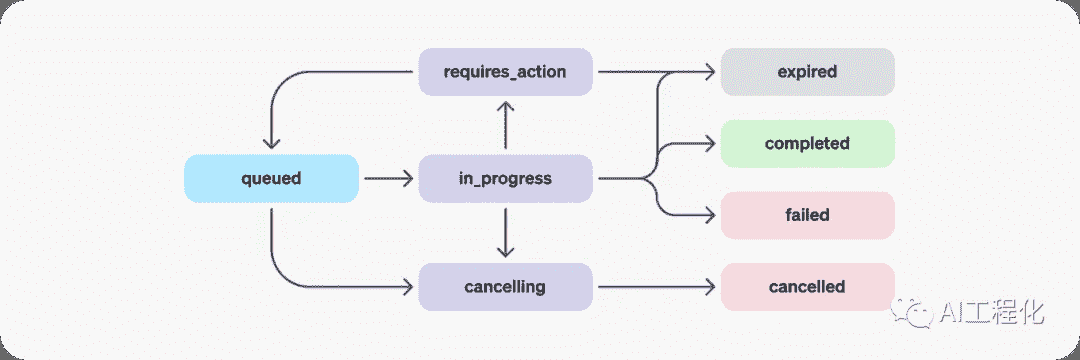 requires_action
expired
completed
queued
in_progress
failed
cancelling
cancelled
AI工程化